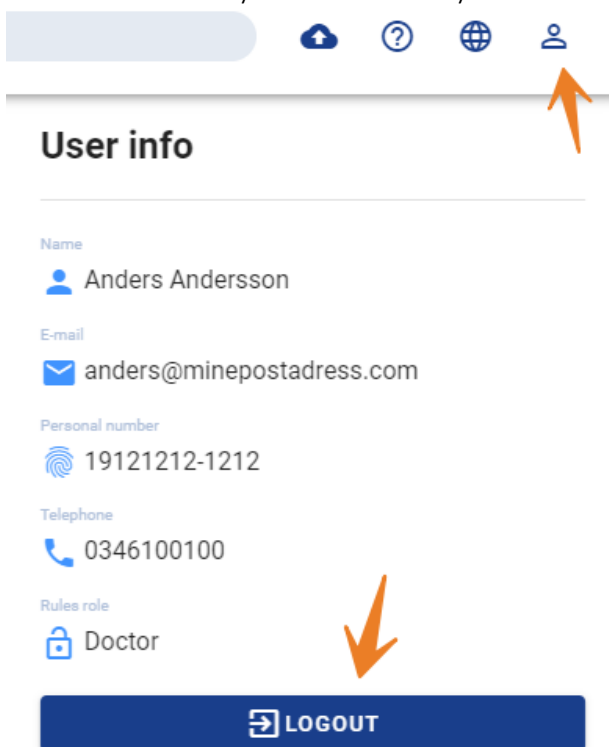 User info
Name
Anders Andersson
E-mail
anders@minepostadress.com
Personal number
19121212-1212
Telephone
0346100100
Rules role
Doctor
LOGOUT